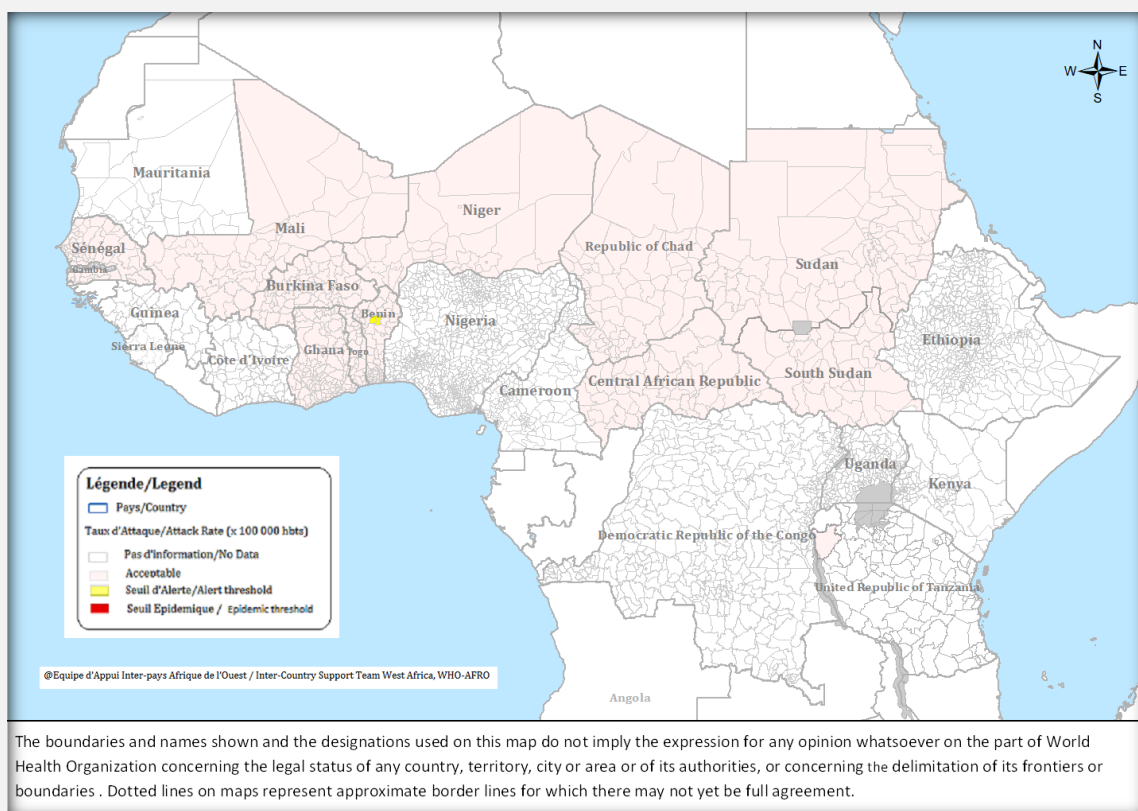 N
W E
S
Mauritania
Mali
Niger
Republic of Chad
Sudan
Sénégal
Gambia
Burkina Faso
Guinea
Benin
Nigeria
Sierra Leone
Côte d'Ivoire
Ghana
Togo
Ethiopia
Cameroon
Central African Republic
South Sudan
Uganda
Kenya
Democratic Republic of the Congo
United Republic of Tanzania
Angola
Légende/Legend
Pays/Country
Taux d'Attaque/Attack Rate (x 100 000 hbts)
Pas d'information/No Data
Acceptable
Seuil d'Alerte/Alert threshold
Seuil Epidemique / Epidemic threshold
@Equipe d'Appui Inter-pays Afrique de l'Ouest / Inter-Country Support Team West Africa, WHO-AFRO
The boundaries and names shown and the designations used on this map do not imply the expression for any opinion whatsoever on the part of World
Health Organization concerning the legal status of any country, territory, city or area or of its authorities, or concerning the delimitation of its frontiers or
boundaries . Dotted lines on maps represent approximate border lines for which there may not yet be full agreement.